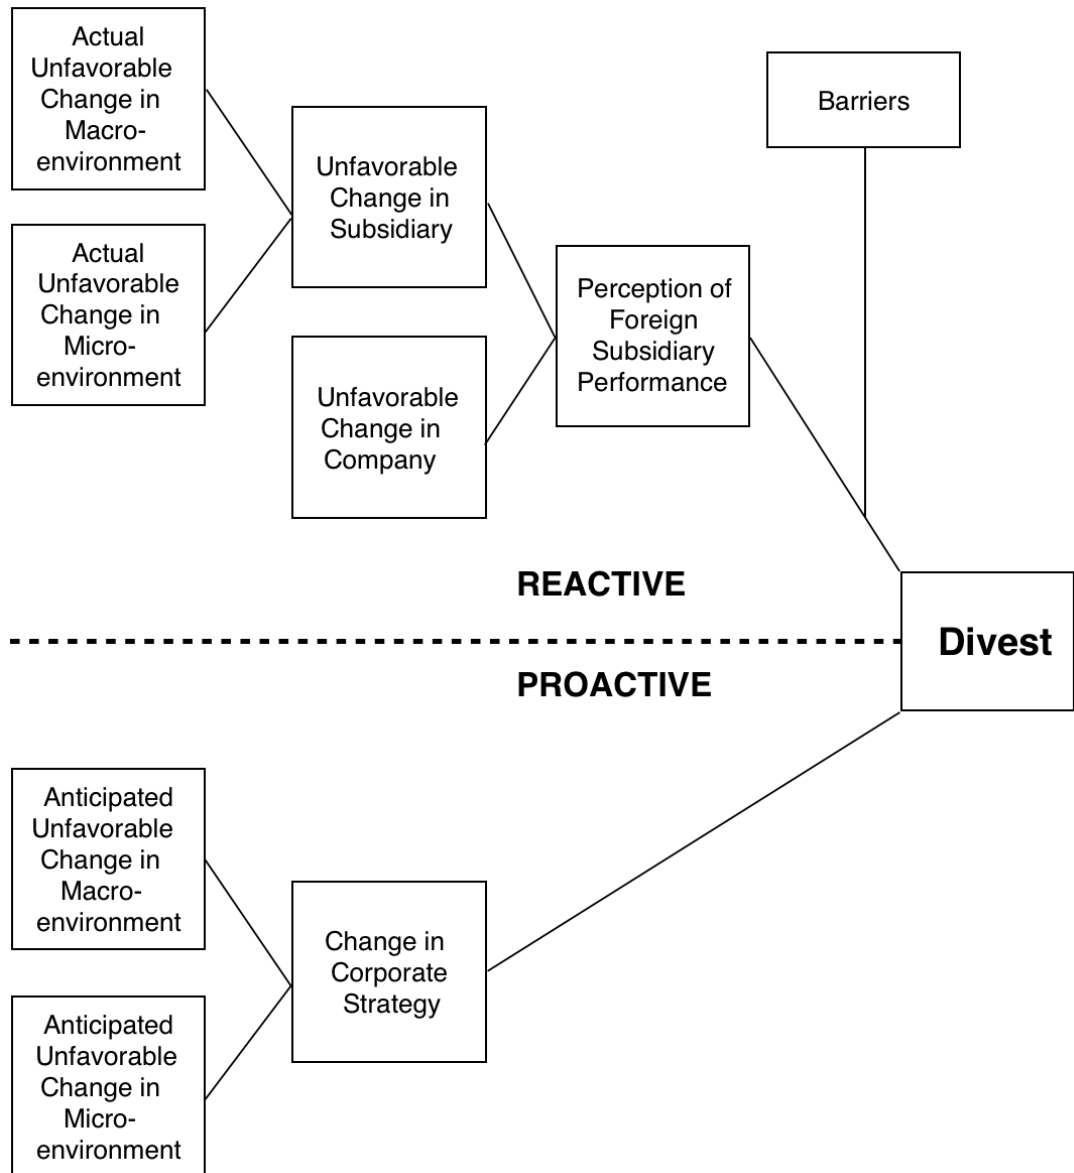 Actual
Unfavorable
Change in
Macro-
environment
Actual
Unfavorable
Change in
Micro-
environment
Unfavorable
Change in
Subsidiary
Unfavorable
Change in
Company
Perception of
Foreign
Subsidiary
Performance
Barriers
REACTIVE
Divest
PROACTIVE
Anticipated
Unfavorable
Change in
Macro-
environment
Anticipated
Unfavorable
Change in
Micro-
environment
Change in
Corporate
Strategy